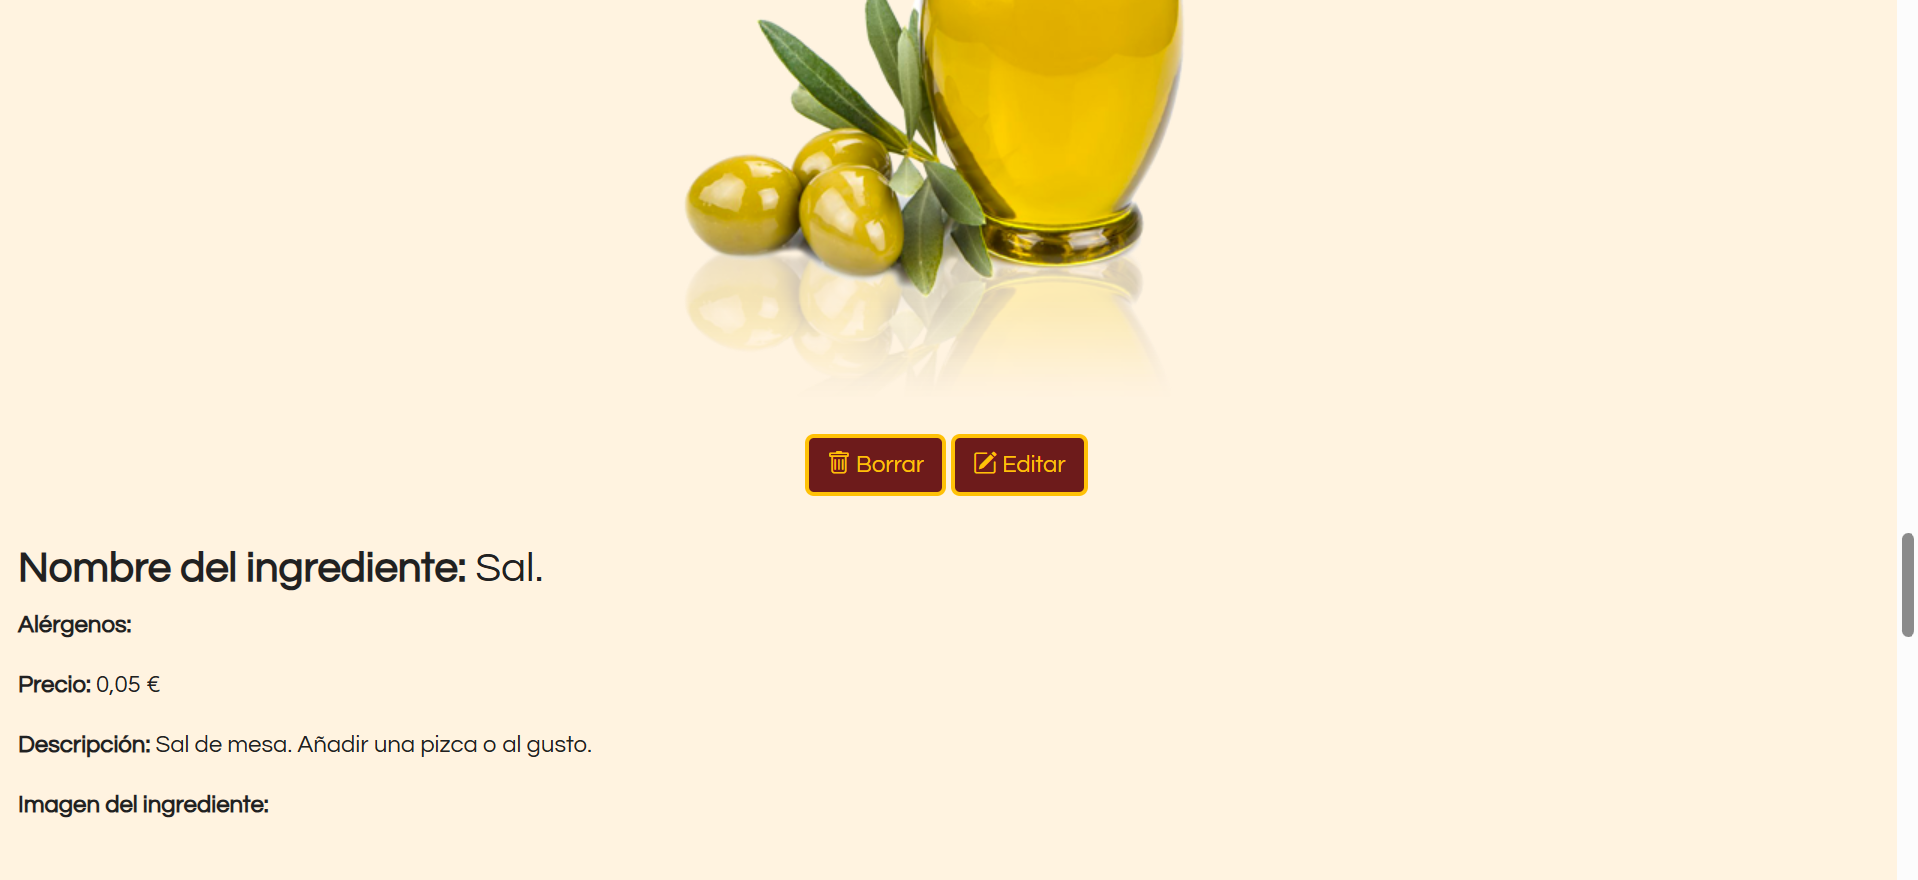 Borrar Editar
Nombre del ingrediente: Sal.
Alérgenos:
Precio: 0,05 €
Descripción: Sal de mesa. Añadir una pizca o al gusto.
Imagen del ingrediente: